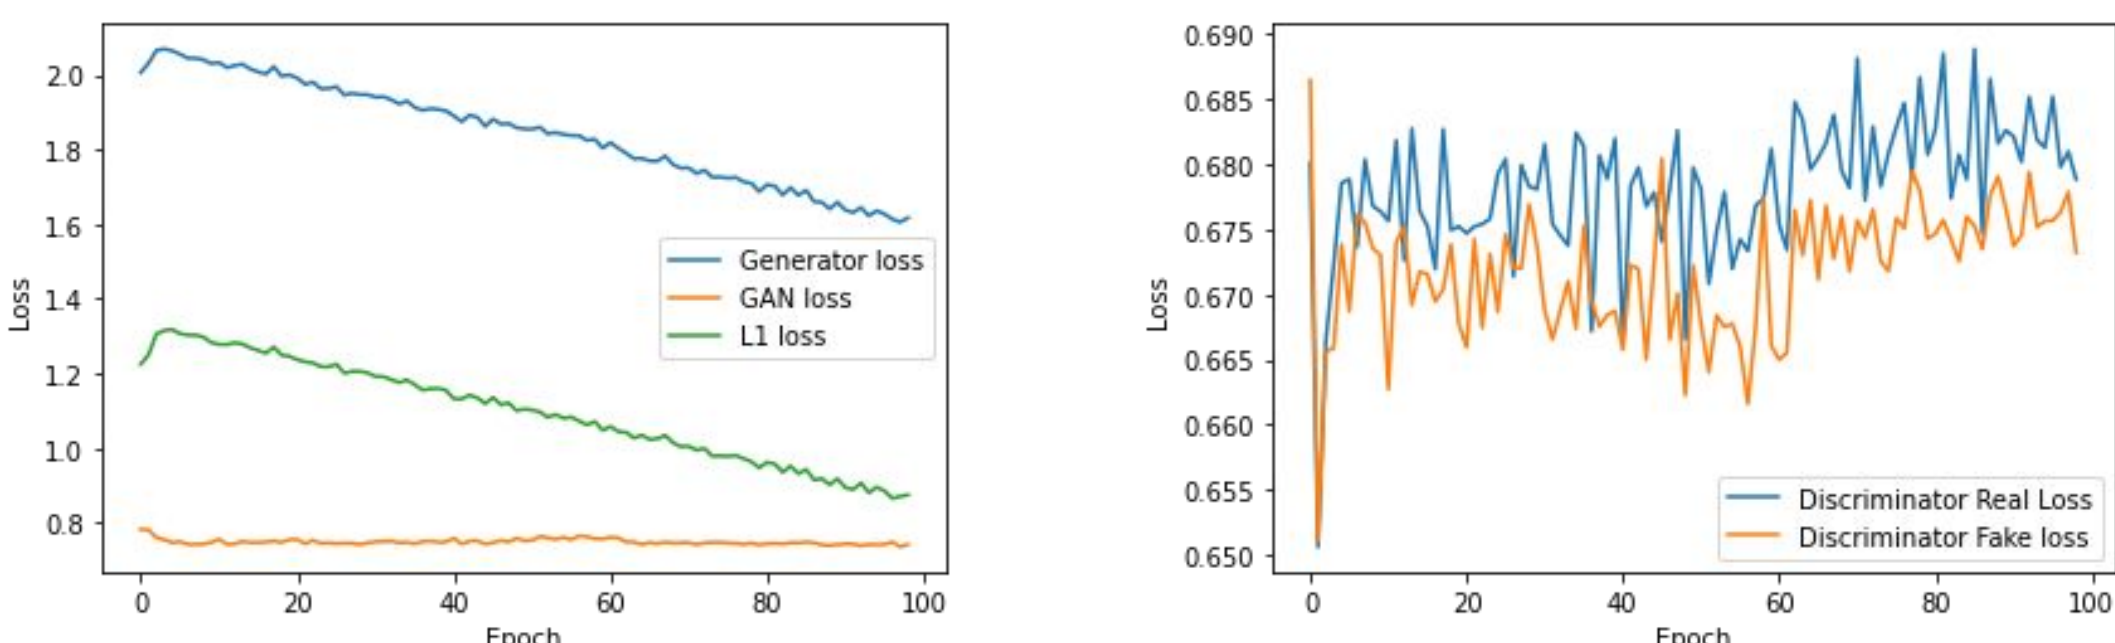 2.0
1.8
1.6
1.4
1.2
1.0
0.8
Loss
Generator loss
GAN loss
L1 loss
0 20 40 60 80 100
Epoch
0.690
0.685
0.680
0.675
0.670
0.665
0.660
0.655
0.650
Loss
Discriminator Real Loss
Discriminator Fake loss
0 20 40 60 80 100
Epoch